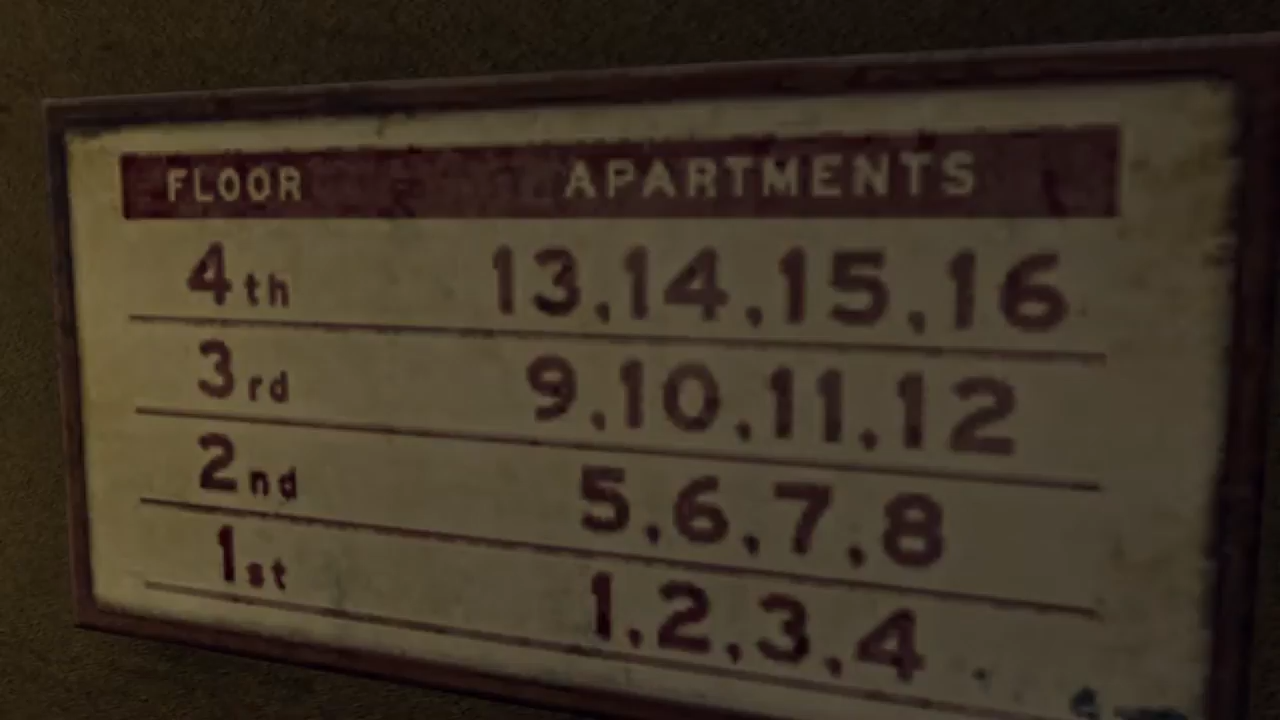 FLOOR APARTMENTS
4th 13,14,15,16
3rd 9,10,11,12
2nd 5,6,7,8
1st 1,2,3,4